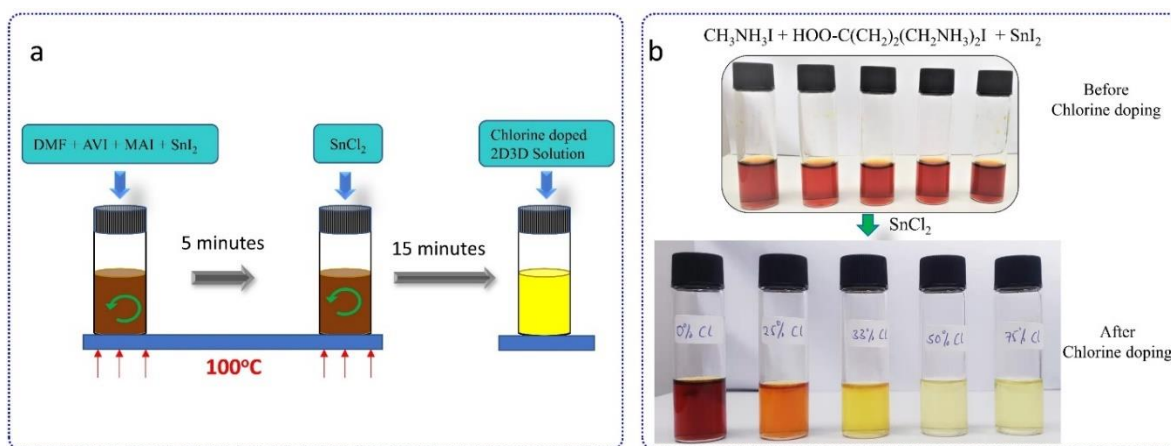 a
DMF + AVI + MAI + SnI₂
SnCl₂
Chlorine doped
2D3D Solution
5 minutes
15 minutes
100°C
b
CH₃NH₃I + HOO-C(CH₂)₂(CH₂NH₃)₂I + SnI₂
Before
Chlorine doping
SnCl₂
0% Cl
25% Cl
33% Cl
50% Cl
75% Cl
After
Chlorine doping